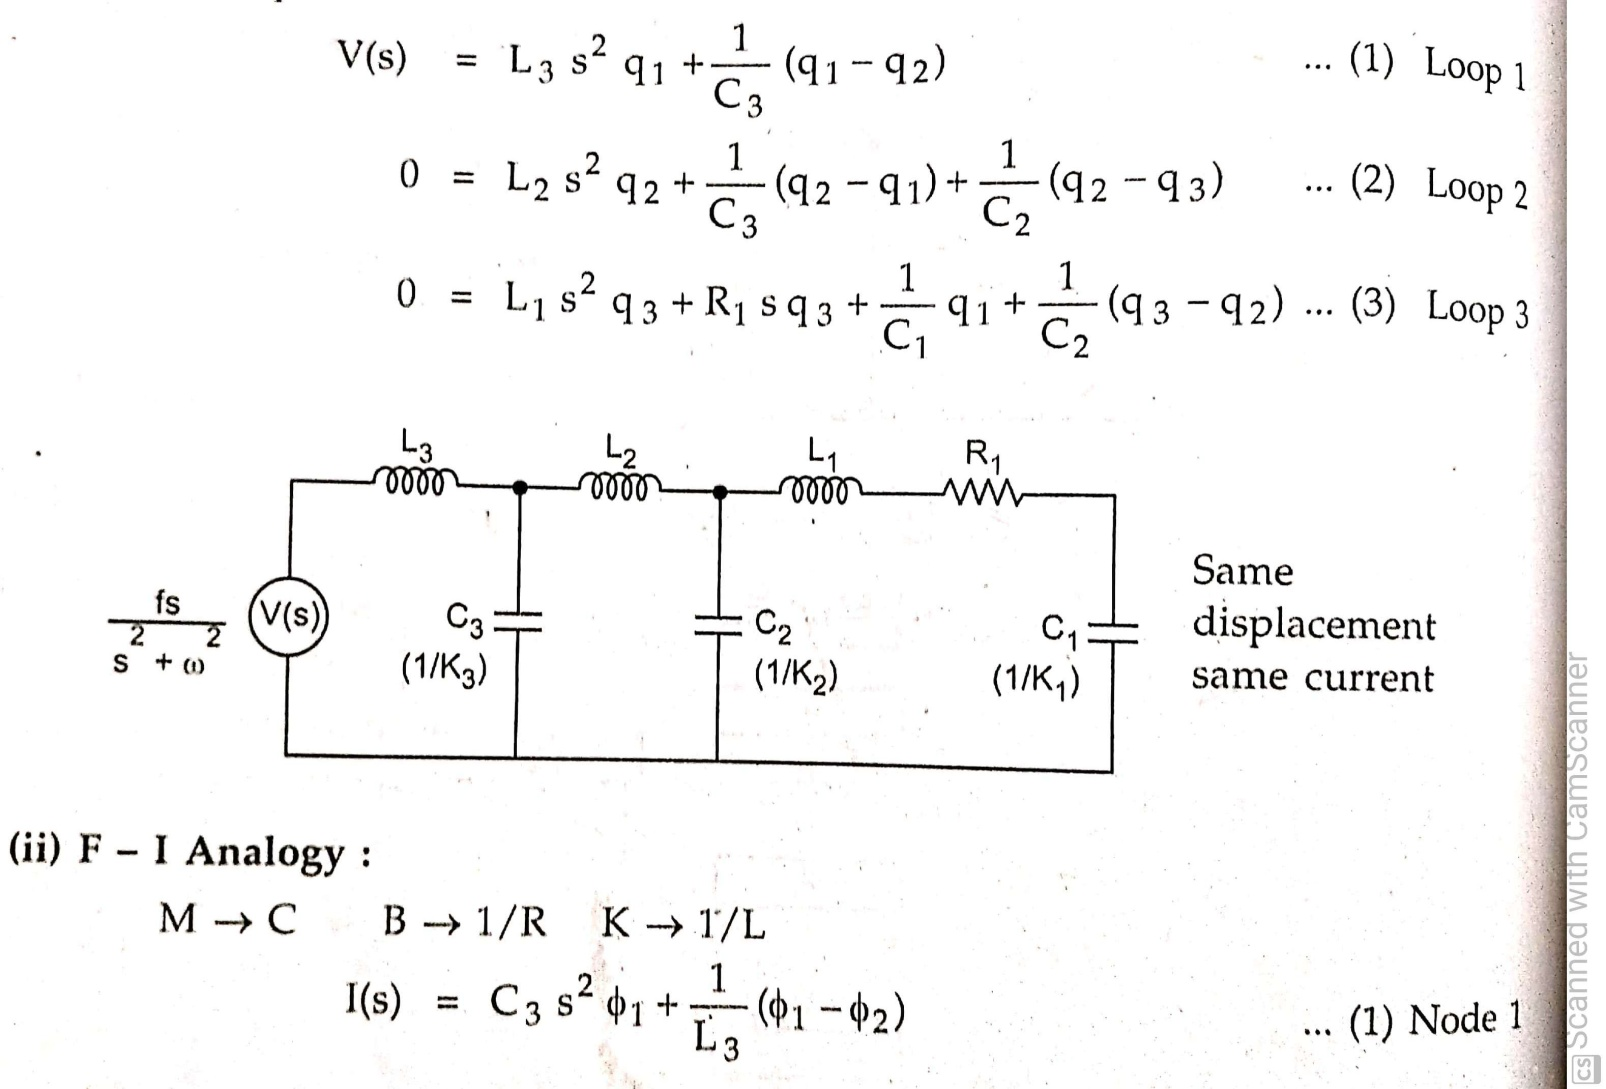 V(s) = L₃ s² q₁ + 1/C₃ (q₁ – q₂) ... (1) Loop 1
0 = L₂ s² q₂ + 1/C₃ (q₂ – q₁) + 1/C₂ (q₂ – q₃) ... (2) Loop 2
0 = L₁ s² q₃ + R₁ s q₃ + 1/C₁ q₁ + 1/C₂ (q₃ – q₂) ... (3) Loop 3
L₃ L₂ L₁ R₁
fs/(s² + ω²) V(s) C₃ (1/K₃) C₂ (1/K₂) C₁ (1/K₁)
Same
displacement
same current
(ii) F – I Analogy :
M → C B → 1/R K → 1/L
I(s) = C₃ s² ϕ₁ + 1/L₃ (ϕ₁ – ϕ₂) ... (1) Node 1
CS Scanned with CamScanner